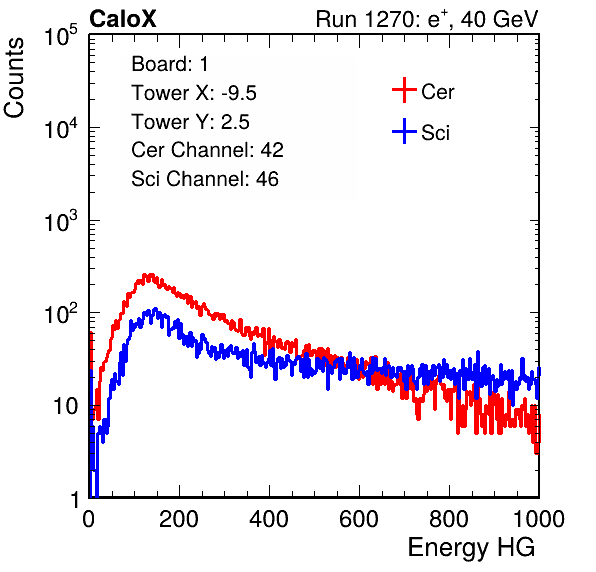 CaloX Run 1270: e⁺, 40 GeV
Counts
Board: 1
Tower X: -9.5
Tower Y: 2.5
Cer Channel: 42
Sci Channel: 46
Cer
Sci
10⁵
10⁴
10³
10²
10
1
0 200 400 600 800 1000
Energy HG